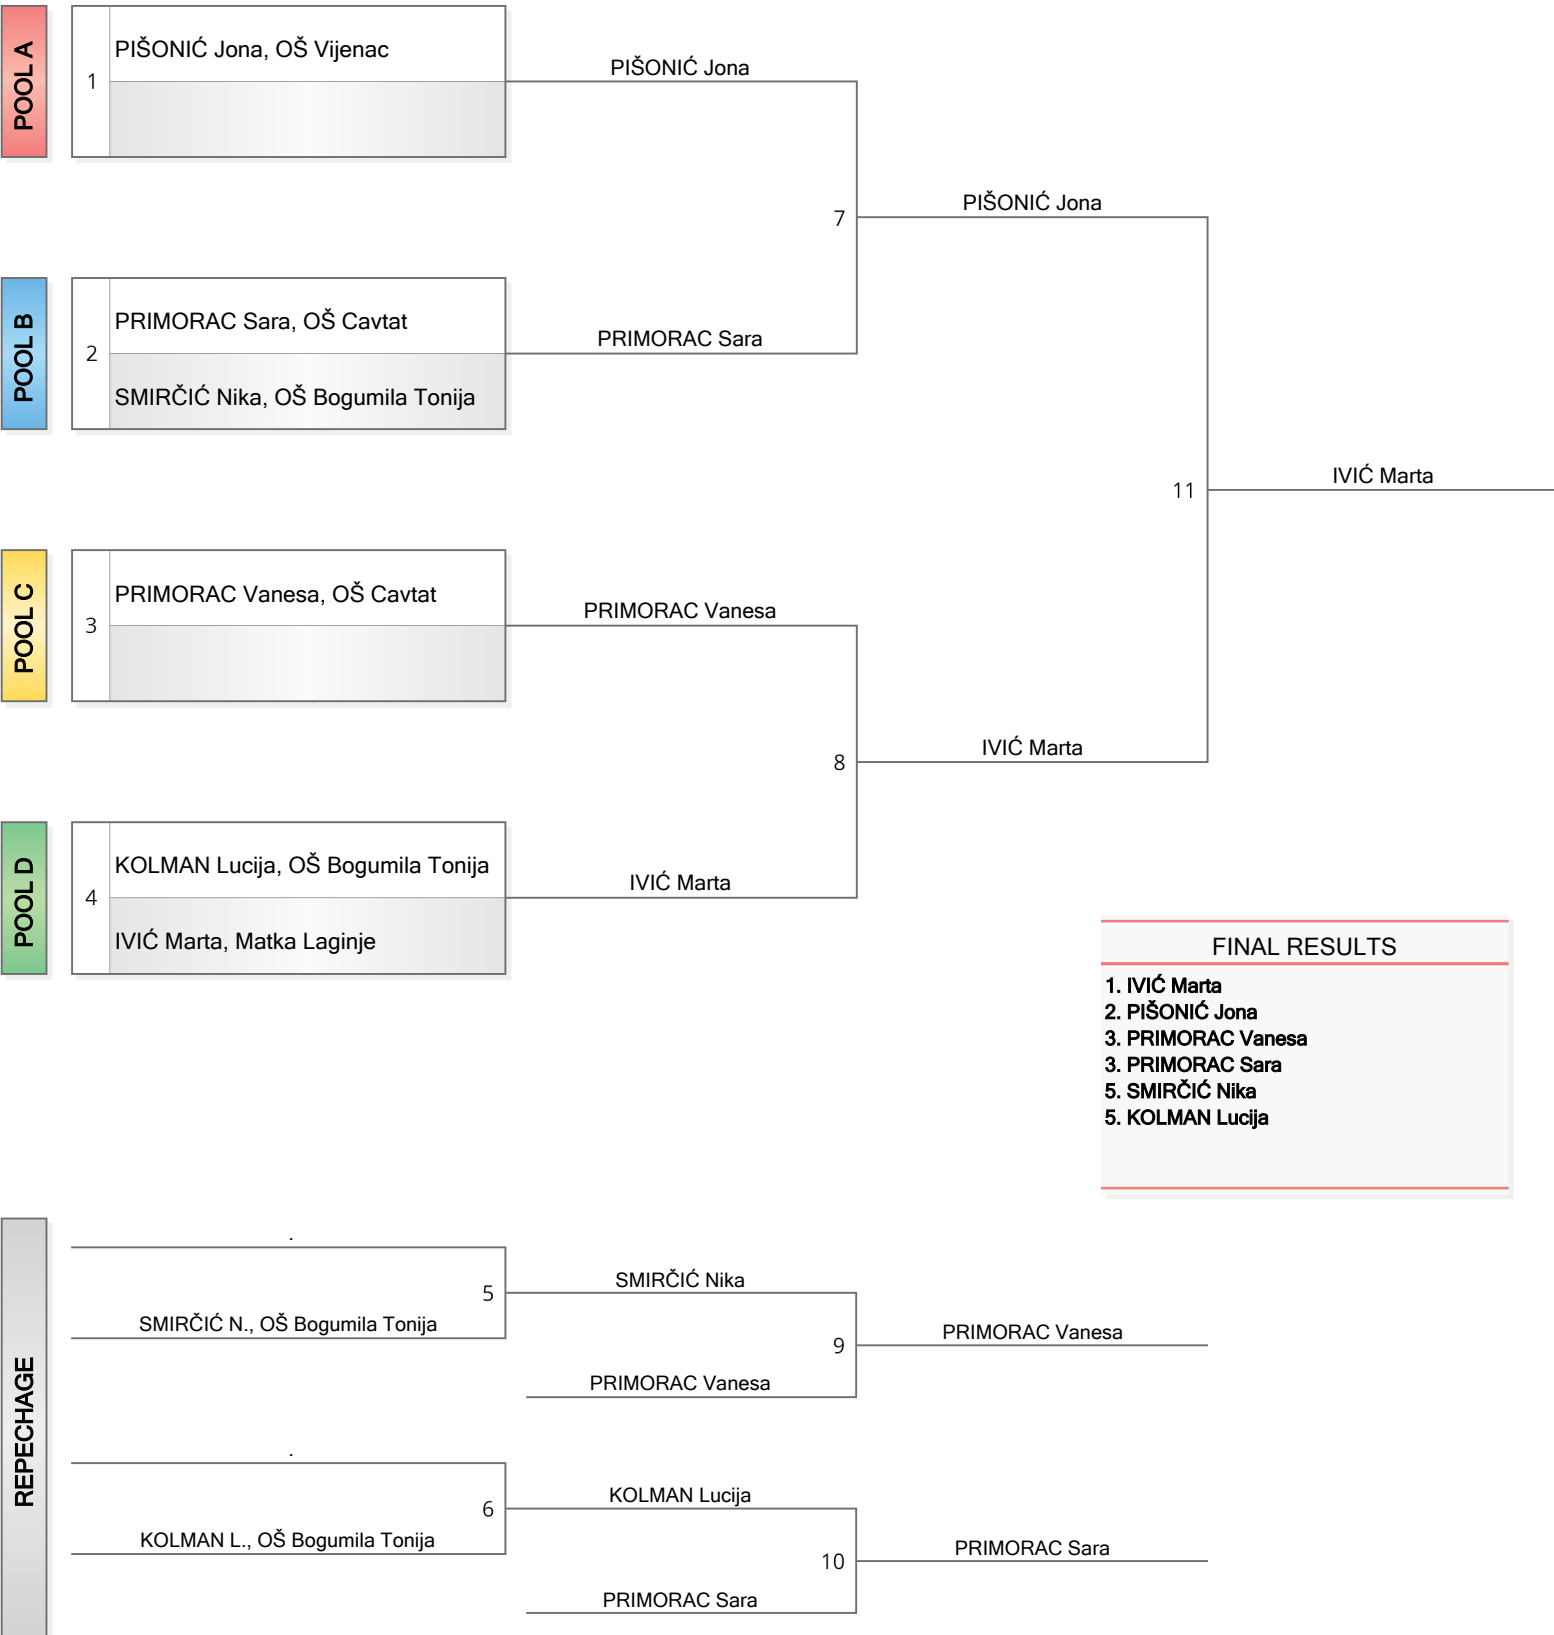 POOL A
1
PIŠONIĆ Jona, OŠ Vijenac
PIŠONIĆ Jona
7
PIŠONIĆ Jona
POOL B
2
PRIMORAC Sara, OŠ Cavtat
SMIRČIĆ Nika, OŠ Bogumila Tonija
PRIMORAC Sara
11
IVIĆ Marta
POOL C
3
PRIMORAC Vanesa, OŠ Cavtat
PRIMORAC Vanesa
8
IVIĆ Marta
POOL D
4
KOLMAN Lucija, OŠ Bogumila Tonija
IVIĆ Marta, Matka Laginje
IVIĆ Marta
FINAL RESULTS
1. IVIĆ Marta
2. PIŠONIĆ Jona
3. PRIMORAC Vanesa
3. PRIMORAC Sara
5. SMIRČIĆ Nika
5. KOLMAN Lucija
REPECHAGE
.
5
SMIRČIĆ N., OŠ Bogumila Tonija
SMIRČIĆ Nika
9
PRIMORAC Vanesa
PRIMORAC Vanesa
.
6
KOLMAN L., OŠ Bogumila Tonija
KOLMAN Lucija
10
PRIMORAC Sara
PRIMORAC Sara